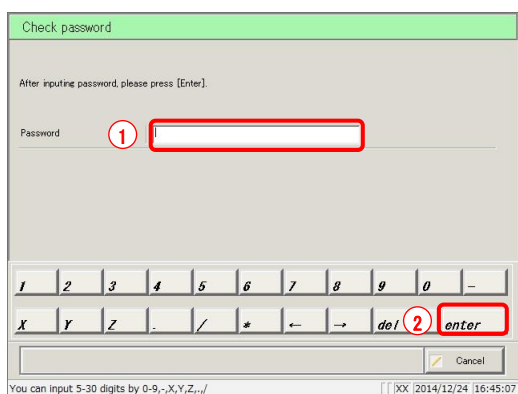 Check password
After inputing password, please press [Enter].
Password
1
1 2 3 4 5 6 7 8 9 0 -
X Y Z . / * ← → del 2 enter
Cancel
You can input 5-30 digits by 0-9,-,X,Y,Z,.,/ [ [ XX 2014/12/24 16:45:07